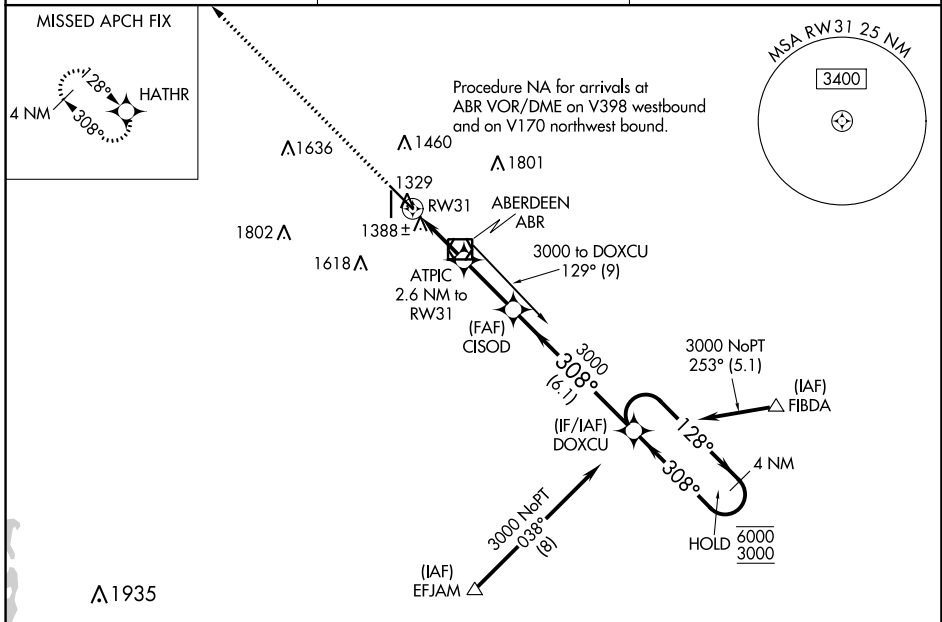 MISSED APCH FIX
128°
HATHR
4 NM
308°
MSA RW31 25 NM
3400
Procedure NA for arrivals at
ABR VOR/DME on V398 westbound
and on V170 northwest bound.
1636
1460
1801
1329
RW31
ABERDEEN
ABR
1802
1388 ±
1618
3000 to DOXCU
129° (9)
ATPIC
2.6 NM to
RW31
(FAF)
CISOD
3000
308°
(6.1)
3000 NoPT
253° (5.1)
(IAF)
FIBDA
(IF/IAF)
DOXCU
128°
4 NM
308°
HOLD
6000
3000
3000 NoPT
038°
(8)
(IAF)
EFJAM
1935